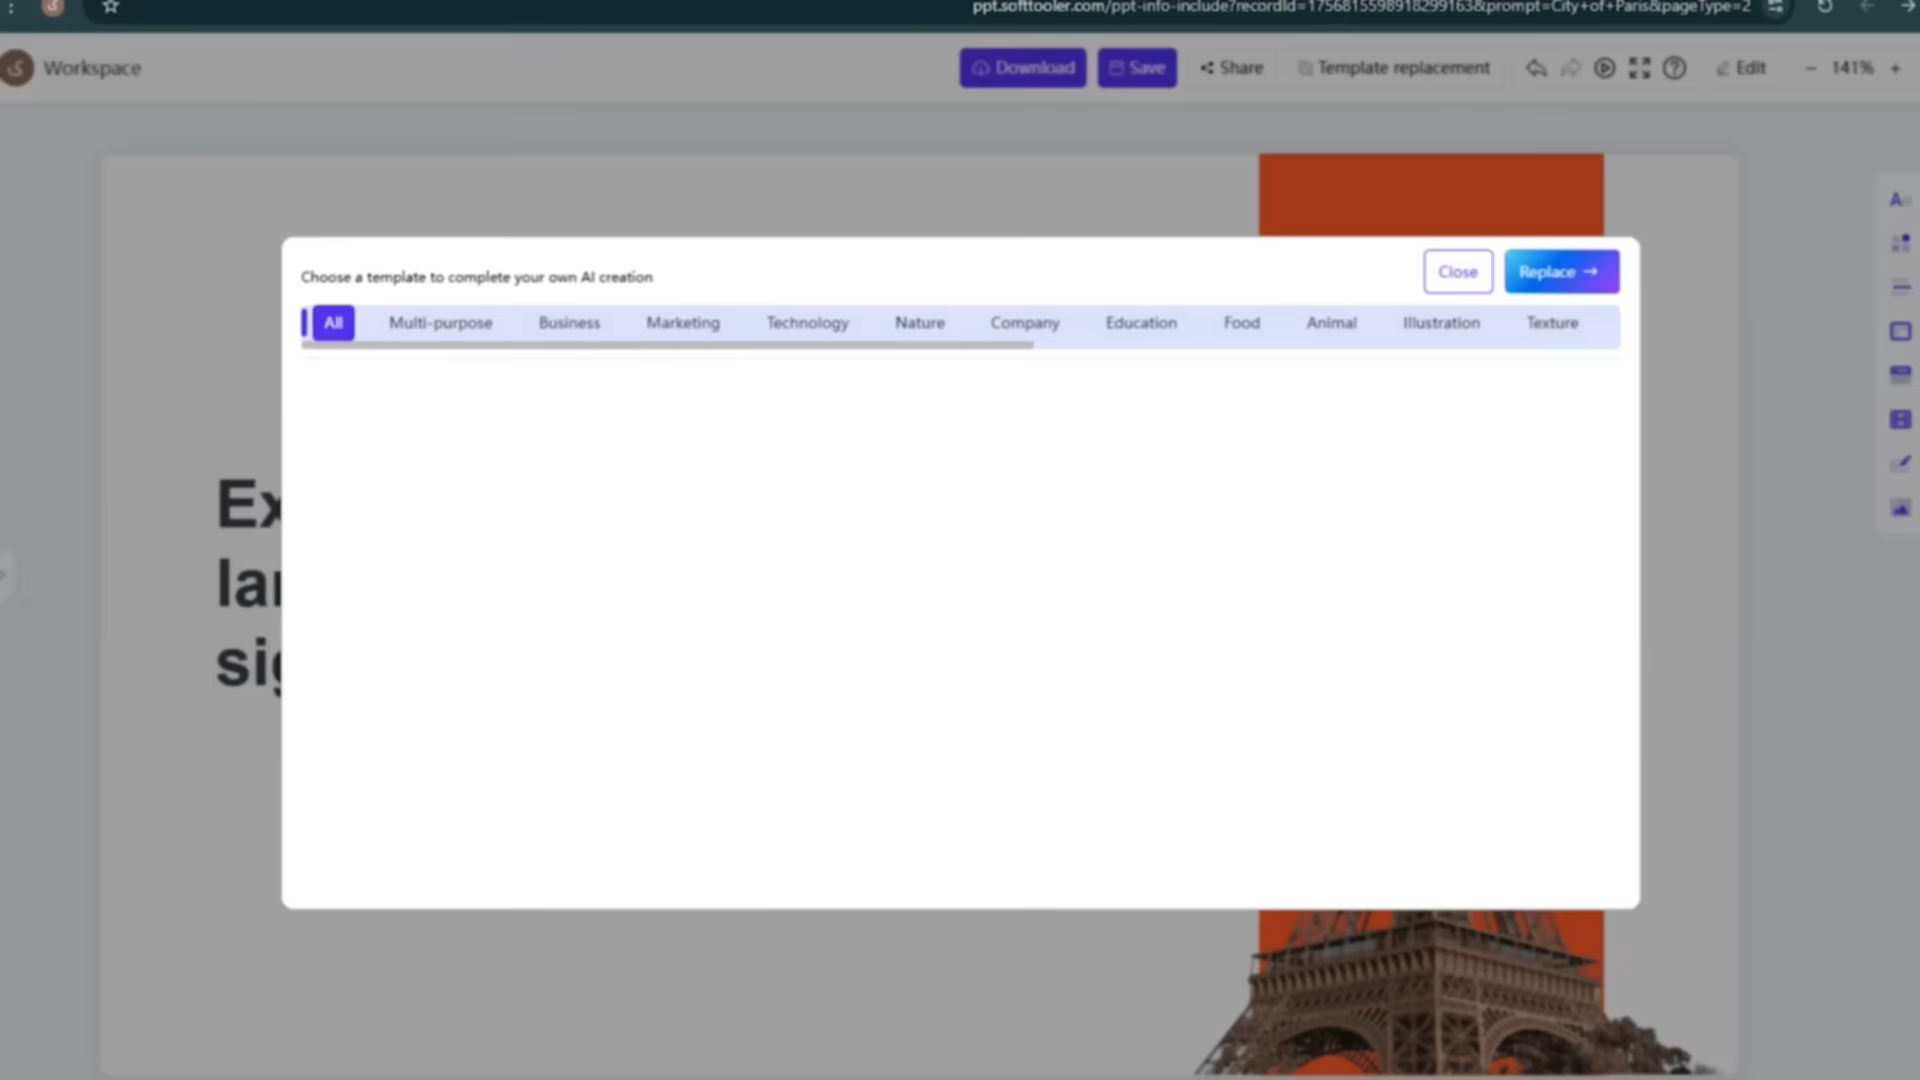 ppt.softtooler.com/ppt-info-include?recordId=1756815598918299163&prompt=City+of+Paris&pageType=2
Workspace
Download
Save
Share
Template replacement
Edit
− 141% +
Choose a template to complete your own AI creation
Close
Replace →
All Multi-purpose Business Marketing Technology Nature Company Education Food Animal Illustration Texture
Ex
lan
sig